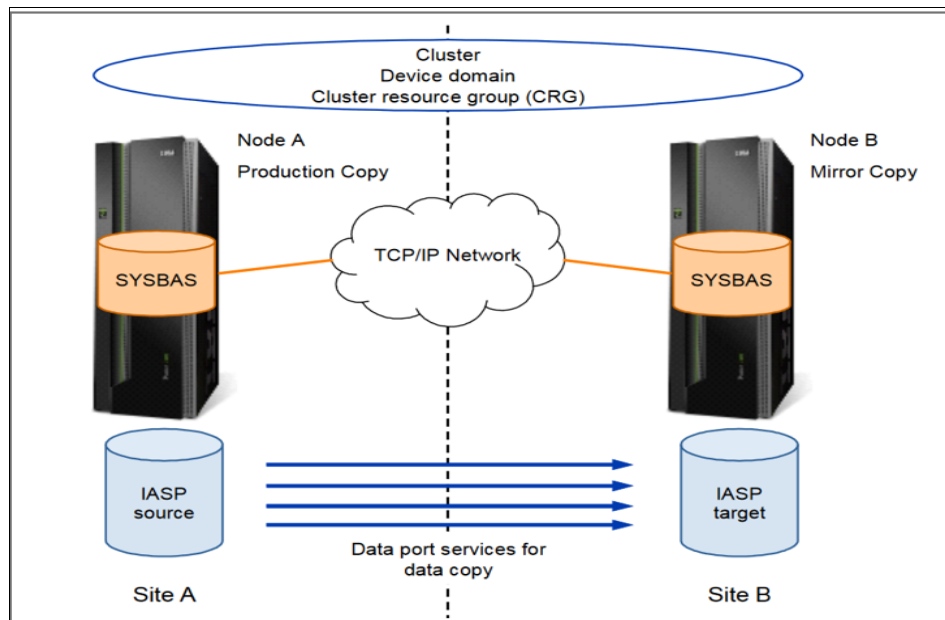 Cluster
Device domain
Cluster resource group (CRG)
Node A
Production Copy
Node B
Mirror Copy
TCP/IP Network
SYSBAS
SYSBAS
IASP
source
IASP
target
Data port services for
data copy
Site A
Site B